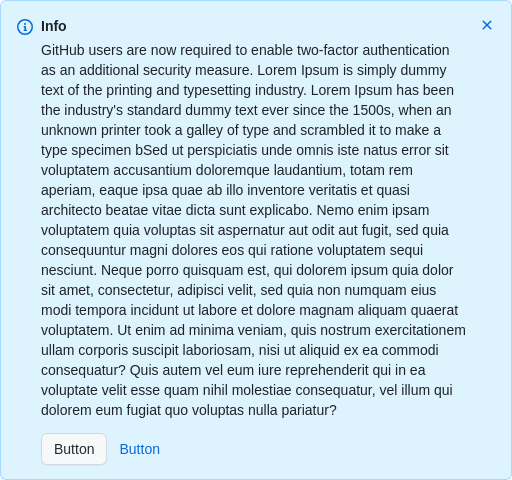 Info
GitHub users are now required to enable two-factor authentication
as an additional security measure. Lorem Ipsum is simply dummy
text of the printing and typesetting industry. Lorem Ipsum has been
the industry's standard dummy text ever since the 1500s, when an
unknown printer took a galley of type and scrambled it to make a
type specimen bSed ut perspiciatis unde omnis iste natus error sit
voluptatem accusantium doloremque laudantium, totam rem
aperiam, eaque ipsa quae ab illo inventore veritatis et quasi
architecto beatae vitae dicta sunt explicabo. Nemo enim ipsam
voluptatem quia voluptas sit aspernatur aut odit aut fugit, sed quia
consequuntur magni dolores eos qui ratione voluptatem sequi
nesciunt. Neque porro quisquam est, qui dolorem ipsum quia dolor
sit amet, consectetur, adipisci velit, sed quia non numquam eius
modi tempora incidunt ut labore et dolore magnam aliquam quaerat
voluptatem. Ut enim ad minima veniam, quis nostrum exercitationem
ullam corporis suscipit laboriosam, nisi ut aliquid ex ea commodi
consequatur? Quis autem vel eum iure reprehenderit qui in ea
voluptate velit esse quam nihil molestiae consequatur, vel illum qui
dolorem eum fugiat quo voluptas nulla pariatur?
Button Button